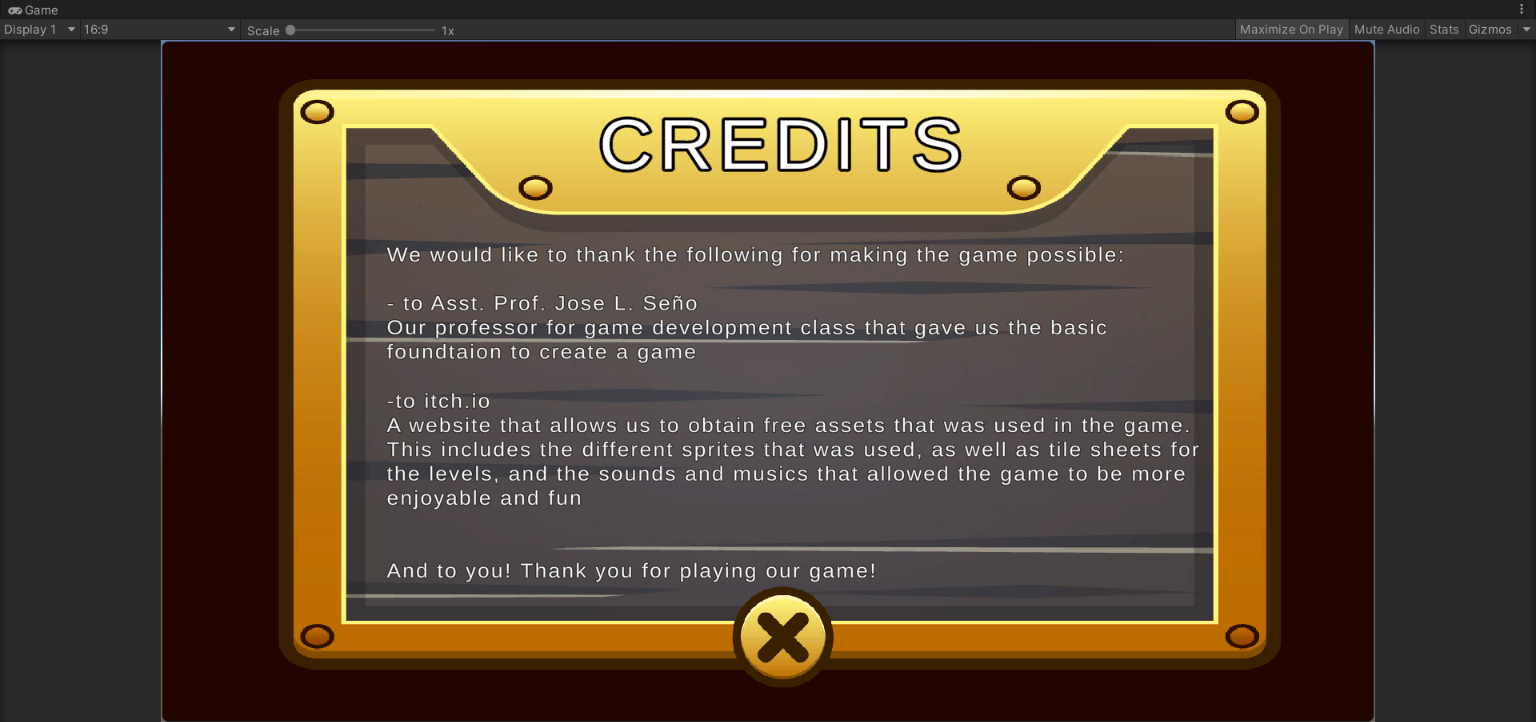 Game
Display 1
16:9
Scale
1x
Maximize On Play
Mute Audio
Stats
Gizmos
CREDITS
We would like to thank the following for making the game possible:
- to Asst. Prof. Jose L. Seño
Our professor for game development class that gave us the basic
foundtaion to create a game
-to itch.io
A website that allows us to obtain free assets that was used in the game.
This includes the different sprites that was used, as well as tile sheets for
the levels, and the sounds and musics that allowed the game to be more
enjoyable and fun
And to you! Thank you for playing our game!